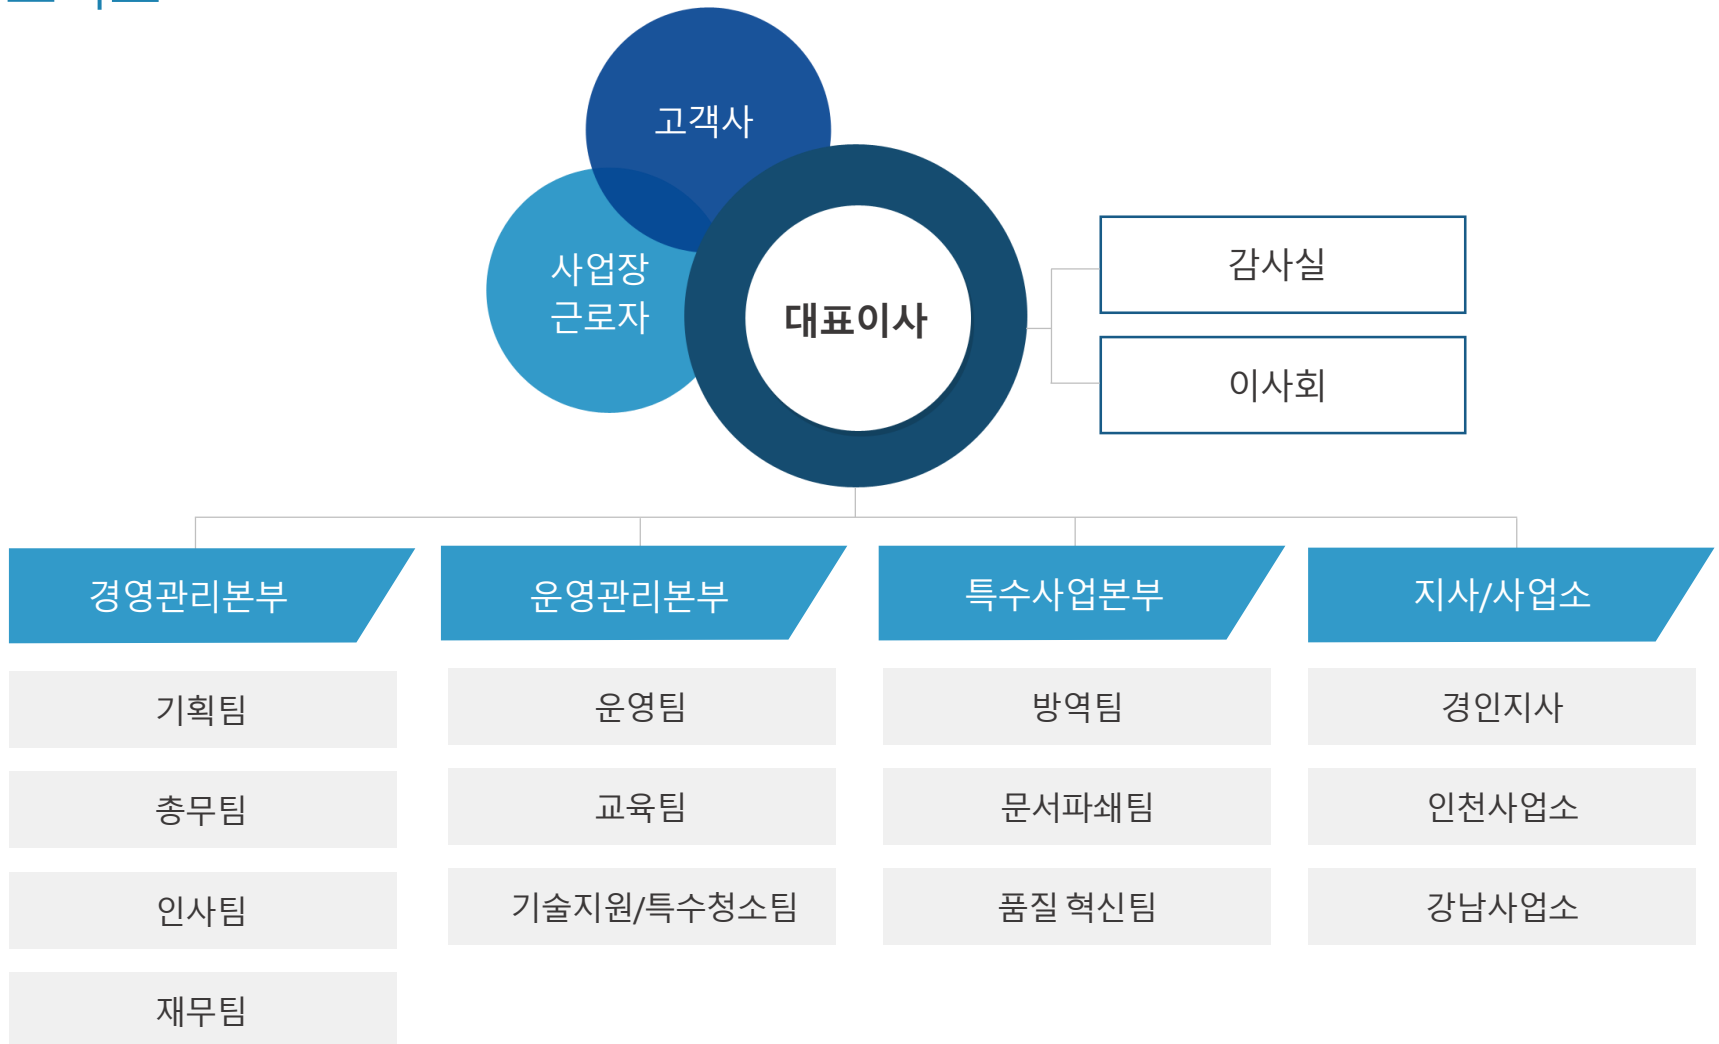 고객사
사업장
근로자
대표이사
감사실
이사회
경영관리본부
운영관리본부
특수사업본부
지사/사업소
기획팀
총무팀
인사팀
재무팀
운영팀
교육팀
기술지원/특수청소팀
방역팀
문서파쇄팀
품질 혁신팀
경인지사
인천사업소
강남사업소